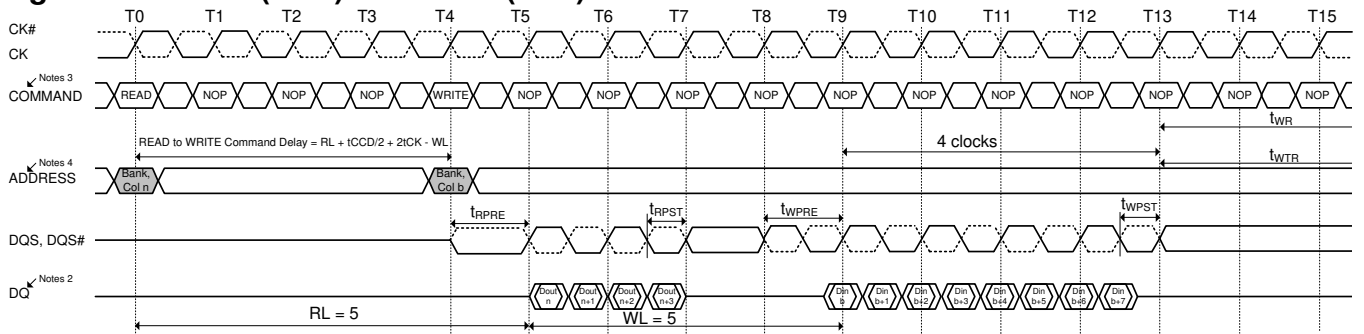 T0 T1 T2 T3 T4 T5 T6 T7 T8 T9 T10 T11 T12 T13 T14 T15
CK#
CK
Notes 3
COMMAND READ NOP NOP NOP WRITE NOP NOP NOP NOP NOP NOP NOP NOP NOP NOP NOP
tWR
READ to WRITE Command Delay = RL + tCCD/2 + 2tCK - WL
4 clocks
tWTR
Notes 4
ADDRESS
Bank, Col n
Bank, Col b
tRPRE tRPST tWPRE tWPST
DQS, DQS#
Notes 2
DQ
Dout n
Dout n+1
Dout n+2
Dout n+3
Din b
Din b+1
Din b+2
Din b+3
Din b+4
Din b+5
Din b+6
Din b+7
RL = 5 WL = 5